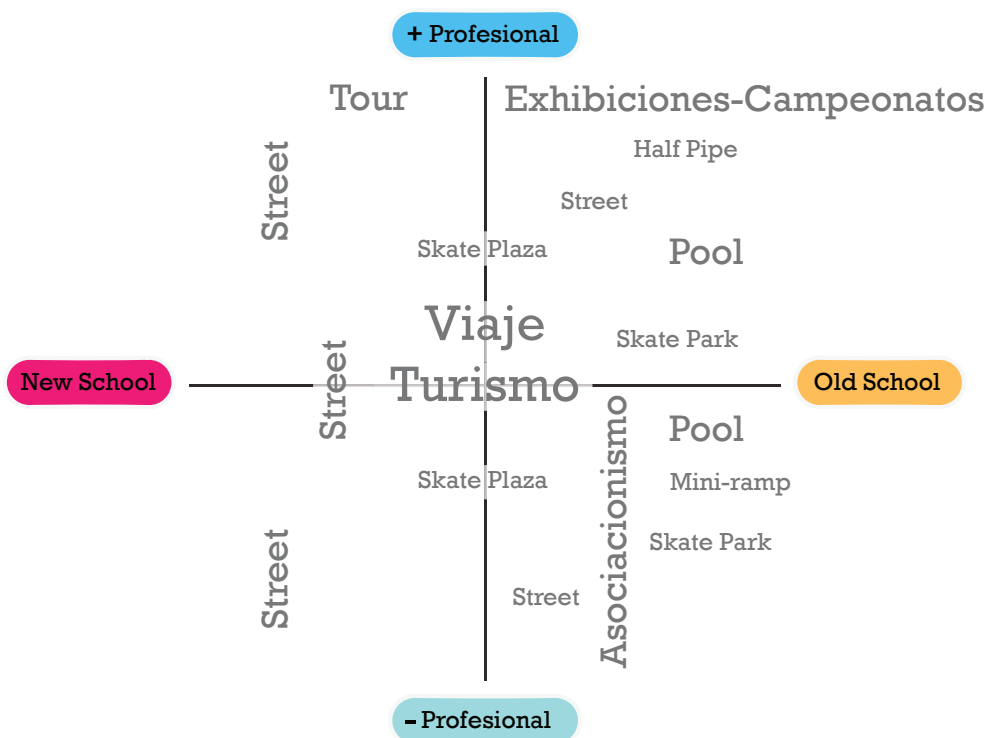 + Profesional
Tour
Exhibiciones-Campeonatos
Half Pipe
Street
Street
Skate Plaza
Pool
Viaje
Skate Park
New School
Street
Turismo
Old School
Asociacionismo
Pool
Skate Plaza
Mini-ramp
Skate Park
Street
Street
- Profesional